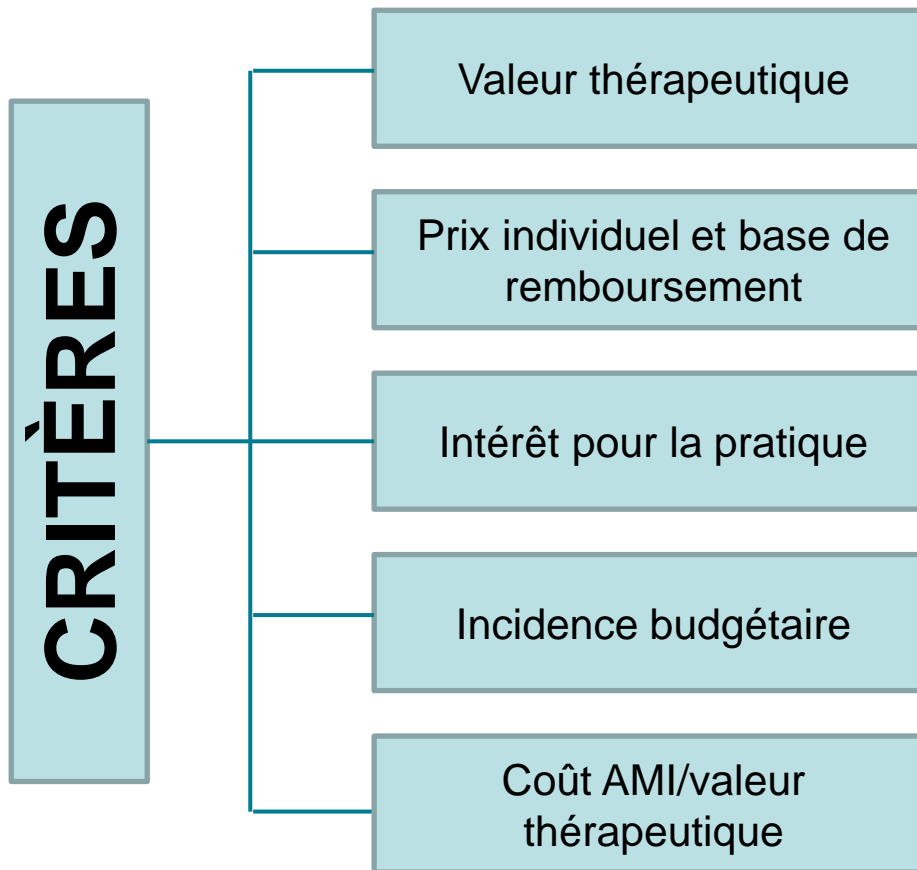 CRITÈRES
Valeur thérapeutique
Prix individuel et base de
remboursement
Intérêt pour la pratique
Incidence budgétaire
Coût AMI/valeur
thérapeutique